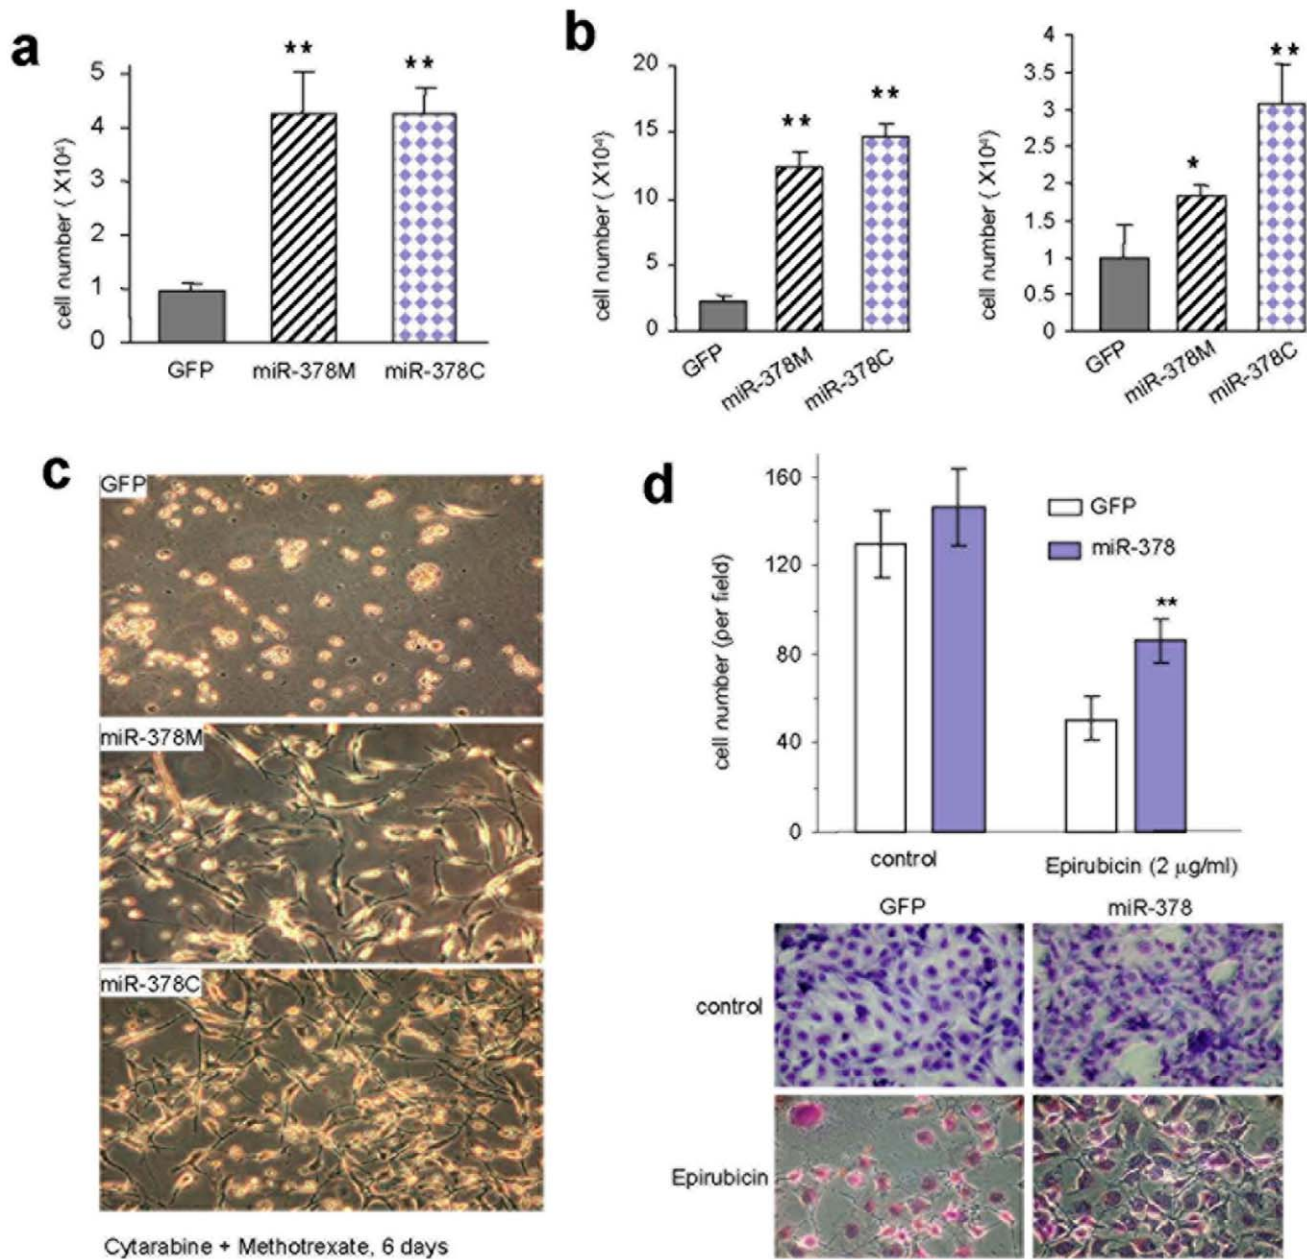 a
cell number ( X10⁴)
5
4
3
2
1
0
** **
GFP miR-378M miR-378C
b
cell number ( X10⁴)
20
15
10
5
0
** **
GFP miR-378M miR-378C
cell number ( X10⁴)
4
3.5
3
2.5
2
1.5
1
0.5
0
* **
GFP miR-378M miR-378C
c
GFP
miR-378M
miR-378C
Cytarabine + Methotrexate, 6 days
d
cell number (per field)
160
120
80
40
0
GFP
miR-378
**
control Epirubicin (2 µg/ml)
GFP miR-378
control
Epirubicin